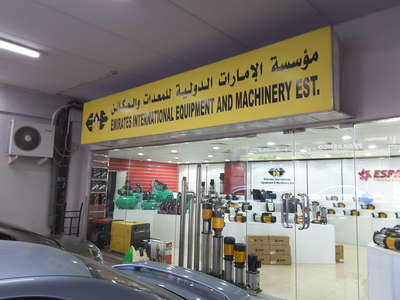 مؤسسة الإمارات الدولية للمعدات والمكائن
EMIRATES INTERNATIONAL EQUIPMENT AND MACHINERY EST.
ESPA